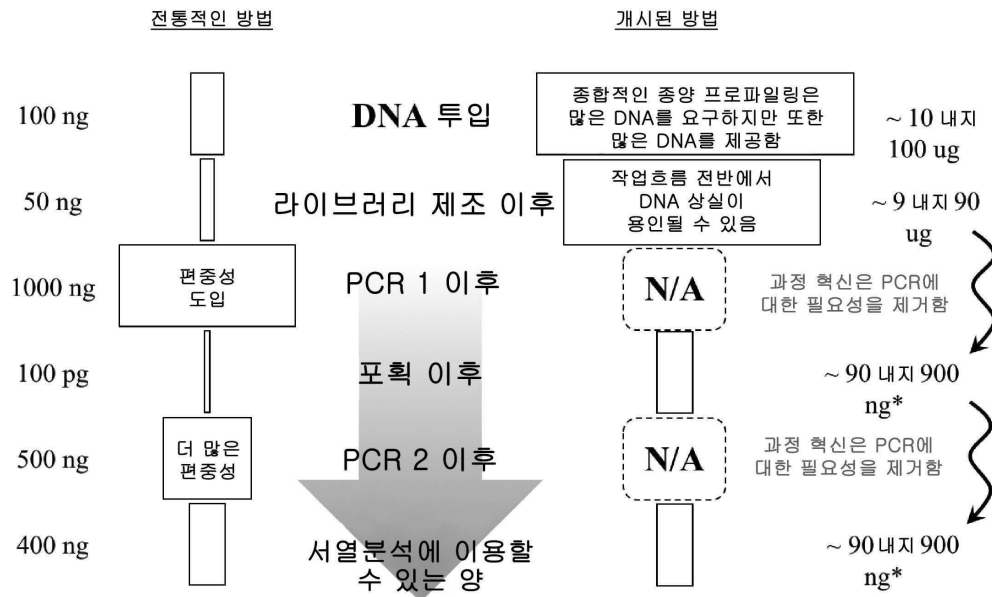 전통적인 방법
개시된 방법
100 ng
DNA 투입
종합적인 종양 프로파일링은
많은 DNA를 요구하지만 또한
많은 DNA를 제공함
~ 10 내지
100 ug
50 ng
라이브러리 제조 이후
작업흐름 전반에서
DNA 상실이
용인될 수 있음
~ 9 내지 90
ug
1000 ng
편중성
도입
PCR 1 이후
N/A
과정 혁신은 PCR에
대한 필요성을 제거함
100 pg
포획 이후
~ 90 내지 900
ng*
500 ng
더 많은
편중성
PCR 2 이후
N/A
과정 혁신은 PCR에
대한 필요성을 제거함
400 ng
서열분석에 이용할
수 있는 양
~ 90 내지 900
ng*